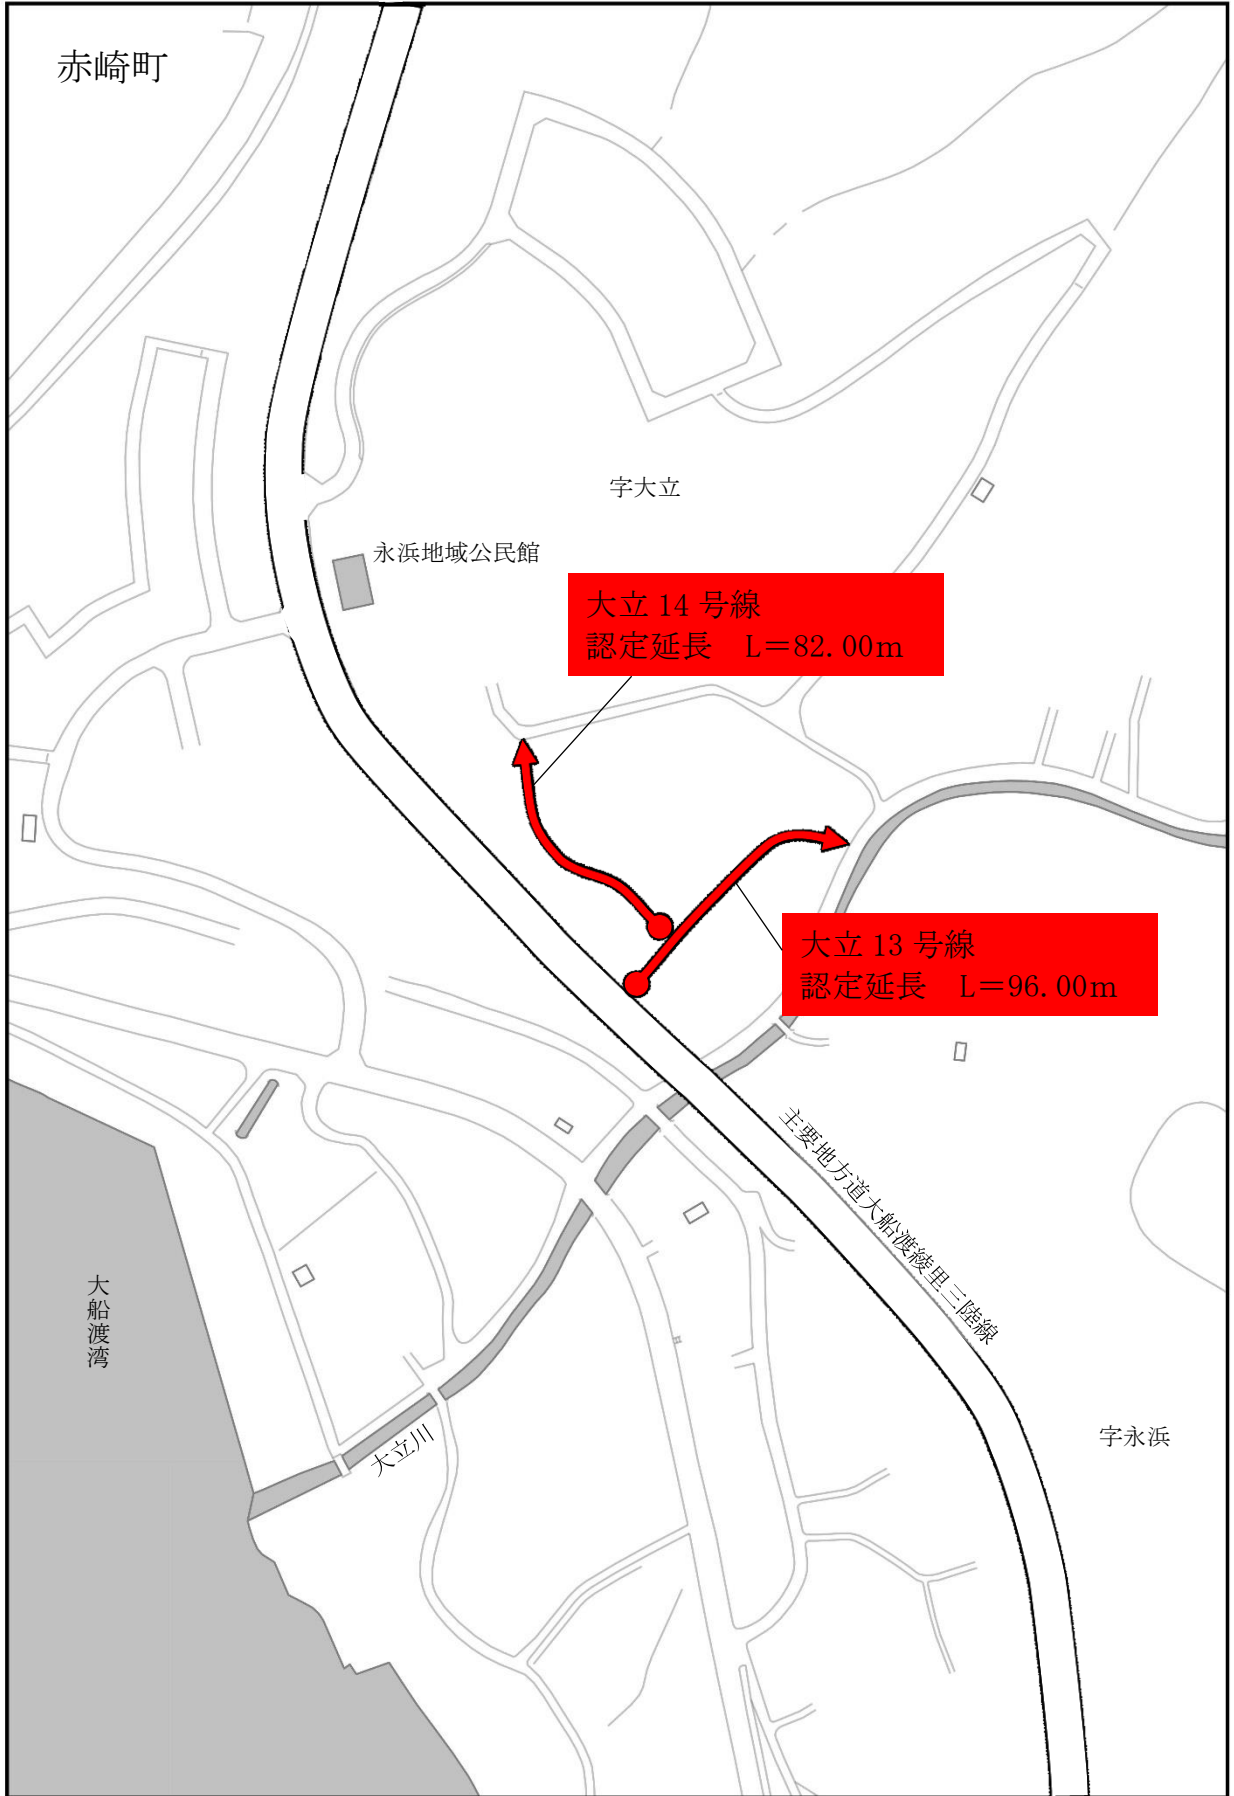 赤崎町
字大立
永浜地域公民館
大立 14 号線
認定延長　L=82.00m
大立 13 号線
認定延長　L=96.00m
主要地方道大船渡綾里三陸線
大船渡湾
大立川
字永浜